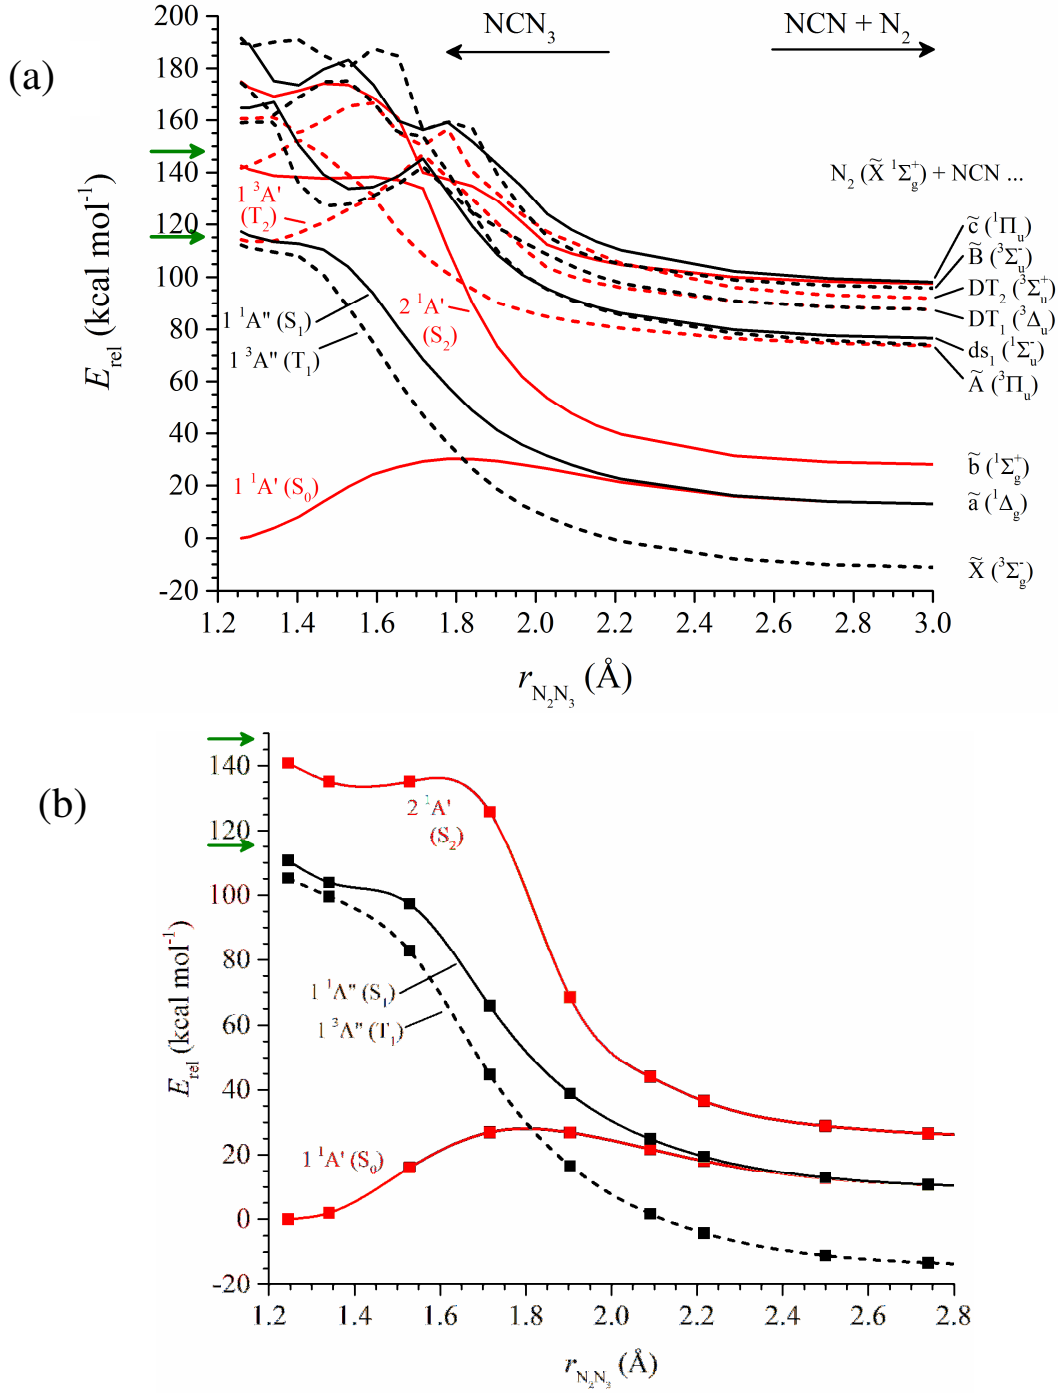 (a)
NCN₃
NCN + N₂
N₂ (X̃ ¹Σg⁺) + NCN ...
200
180
160
140
120
100
80
60
40
20
0
-20
E_rel (kcal mol⁻¹)
1 ³A' (T₂)
1 ¹A'' (S₁)
1 ³A'' (T₁)
2 ¹A' (S₂)
1 ¹A' (S₀)
c̃ (¹Πu)
B̃ (³Σu⁻)
DT₂ (³Σu⁺)
DT₁ (³Δu)
ds₁ (¹Σu⁻)
Ã (³Πu)
b̃ (¹Σg⁺)
ã (¹Δg)
X̃ (³Σg⁻)
1.2 1.4 1.6 1.8 2.0 2.2 2.4 2.6 2.8 3.0
r_N₂N₃ (Å)
(b)
140
120
100
80
60
40
20
0
-20
E_rel (kcal mol⁻¹)
2 ¹A'
(S₂)
1 ¹A'' (S₁)
1 ³A'' (T₁)
1 ¹A' (S₀)
1.2 1.4 1.6 1.8 2.0 2.2 2.4 2.6 2.8
r_N₂N₃ (Å)